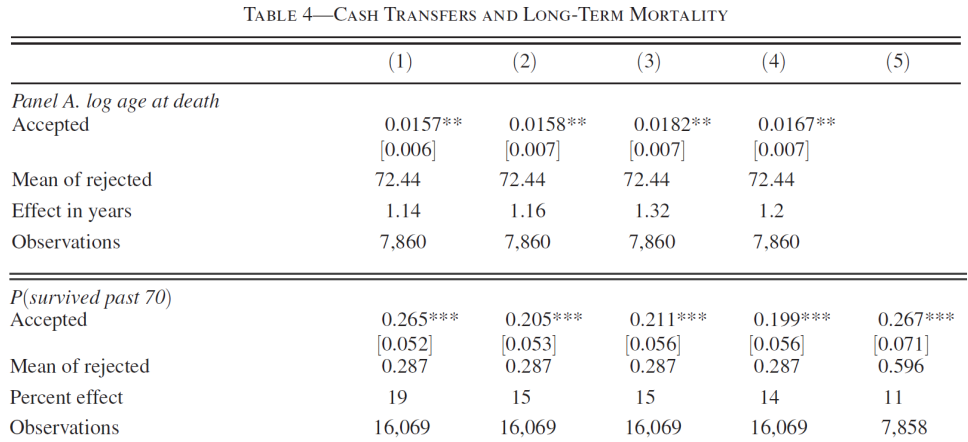 TABLE 4—CASH TRANSFERS AND LONG-TERM MORTALITY
(1) (2) (3) (4) (5)
Panel A. log age at death
Accepted 0.0157** 0.0158** 0.0182** 0.0167**
[0.006] [0.007] [0.007] [0.007]
Mean of rejected 72.44 72.44 72.44 72.44
Effect in years 1.14 1.16 1.32 1.2
Observations 7,860 7,860 7,860 7,860
P(survived past 70)
Accepted 0.265*** 0.205*** 0.211*** 0.199*** 0.267***
[0.052] [0.053] [0.056] [0.056] [0.071]
Mean of rejected 0.287 0.287 0.287 0.287 0.596
Percent effect 19 15 15 14 11
Observations 16,069 16,069 16,069 16,069 7,858